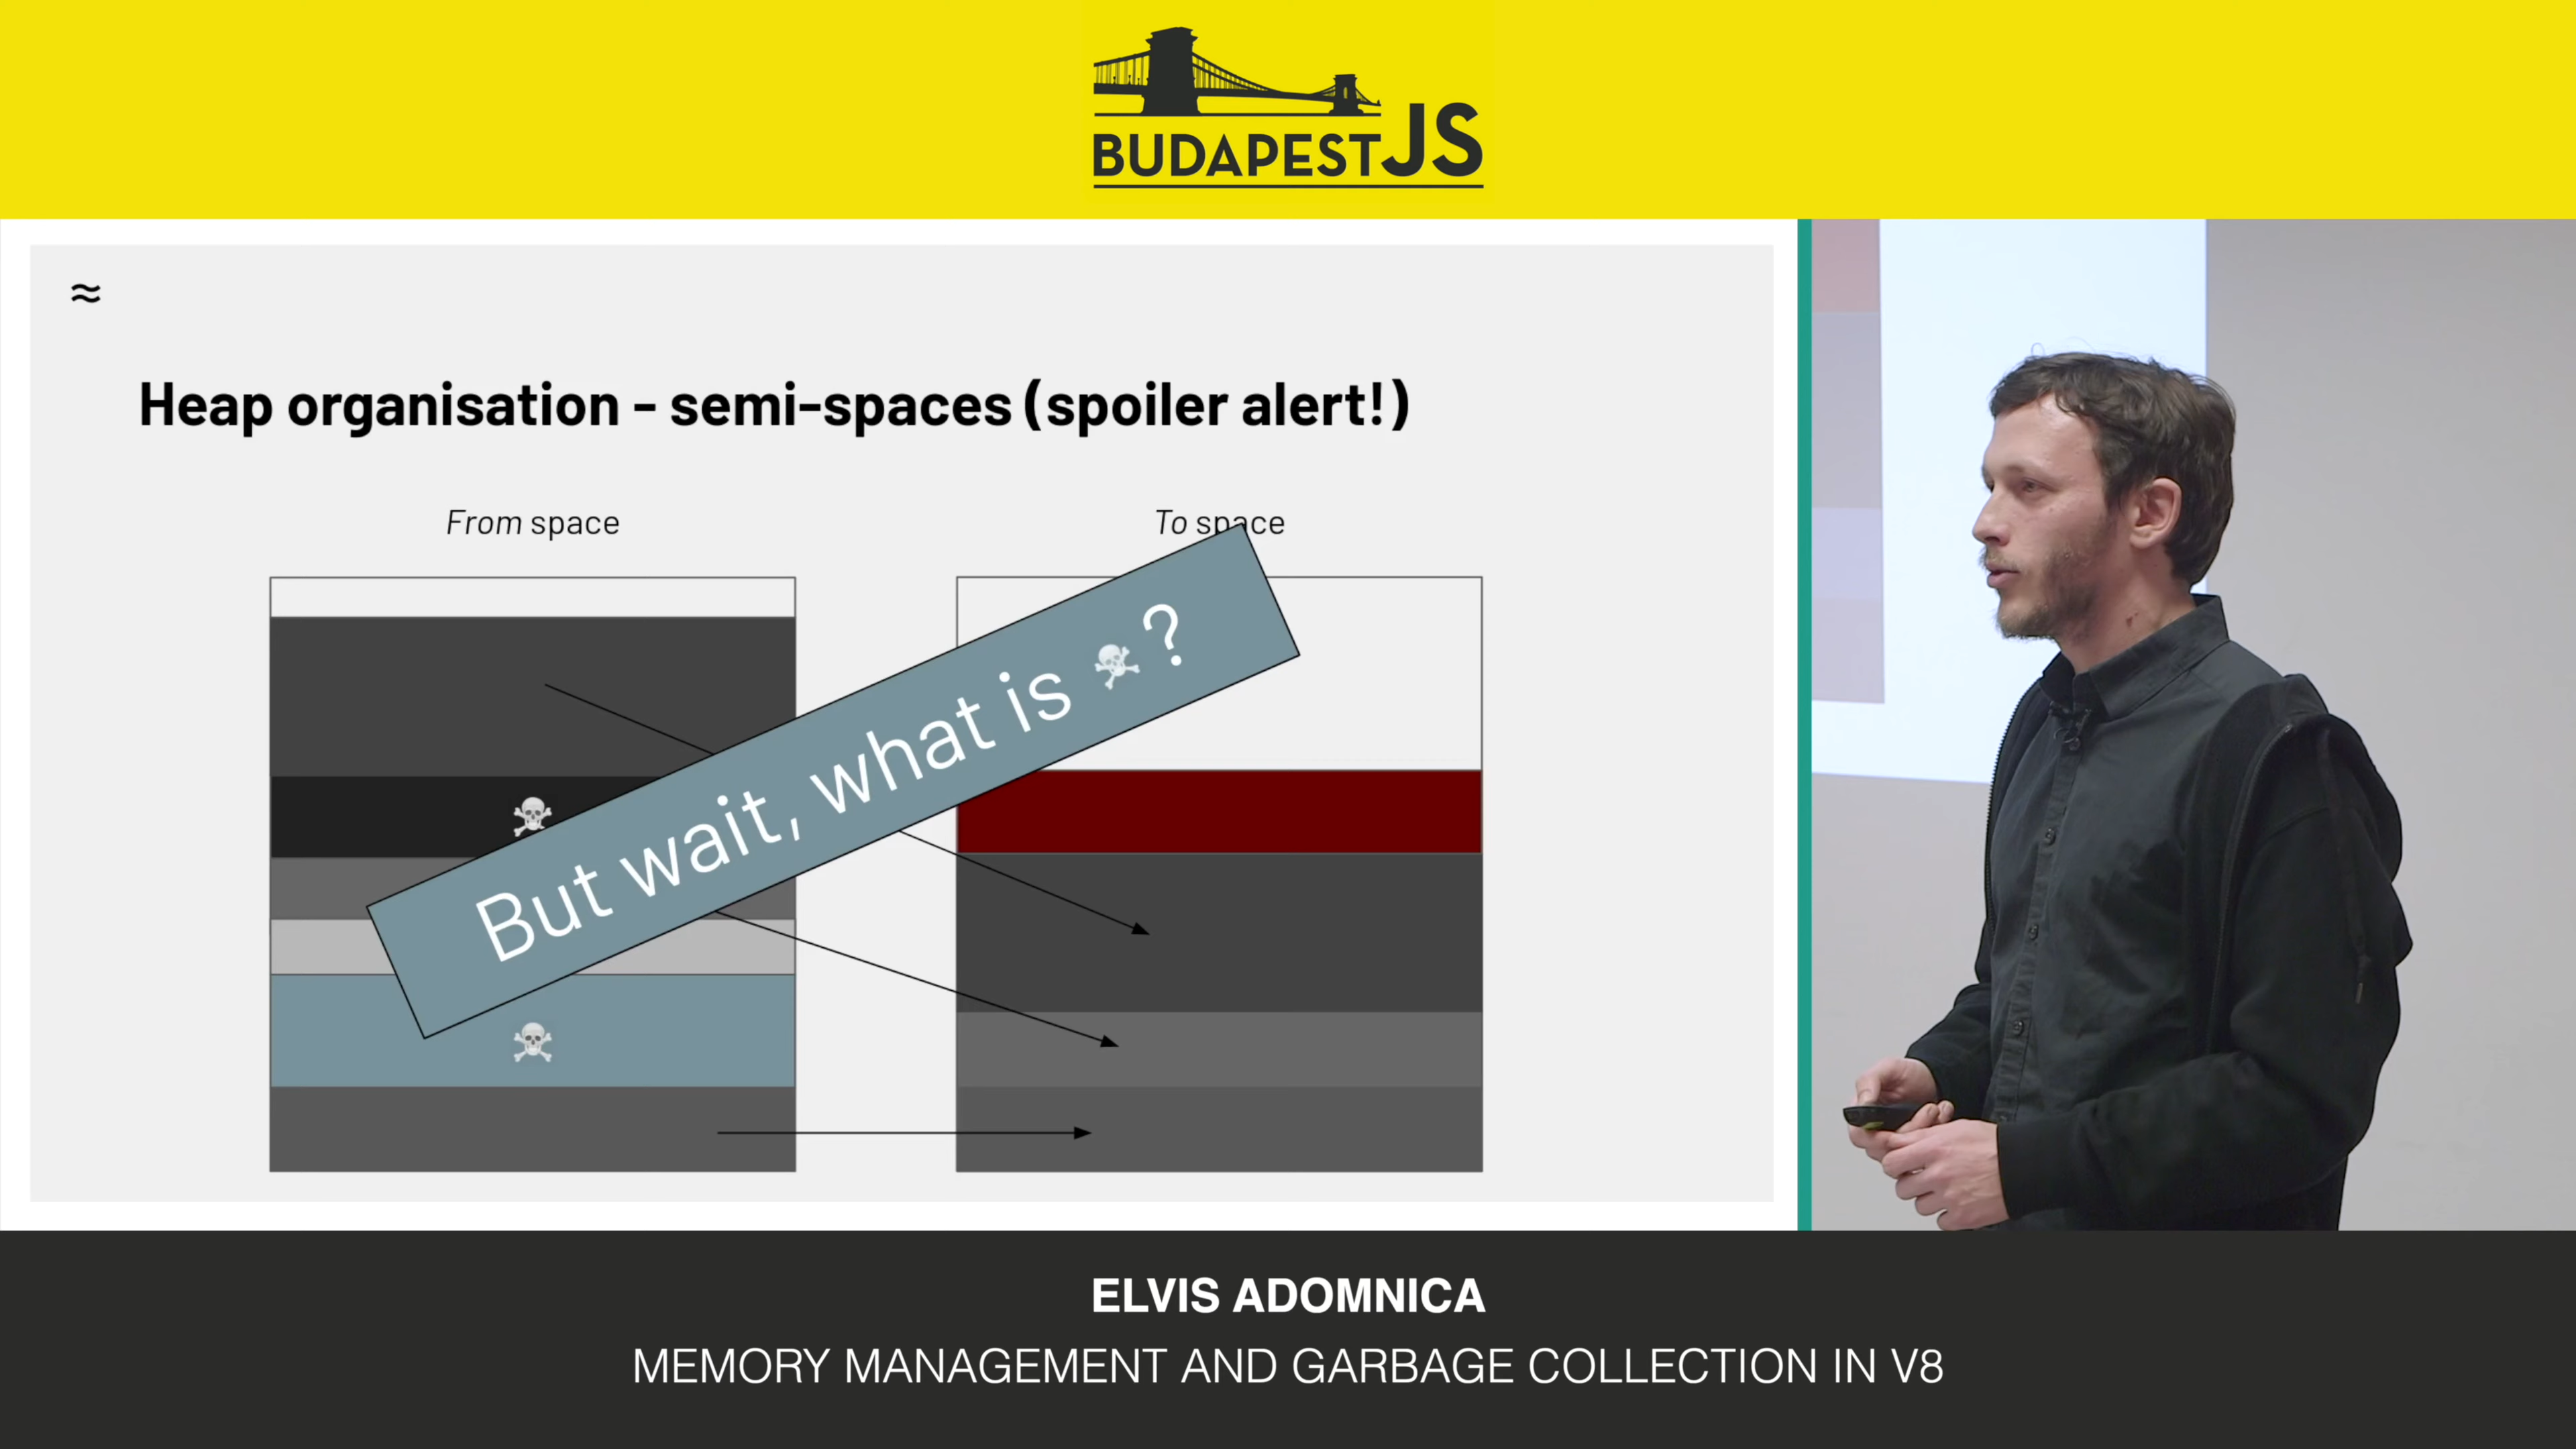 BUDAPESTJS
≈
Heap organisation - semi-spaces (spoiler alert!)
From space
To space
But wait, what is ☠?
ELVIS ADOMNICA
MEMORY MANAGEMENT AND GARBAGE COLLECTION IN V8